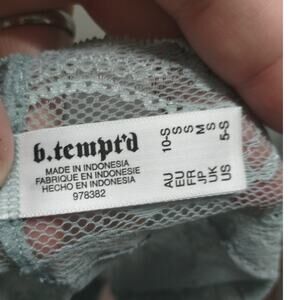 b.tempt'd
MADE IN INDONESIA
FABRIQUE EN INDONESIE
HECHO EN INDONESIA
978382
AU 10-S
EU S
FR S
JP M
UK S
US 5-S